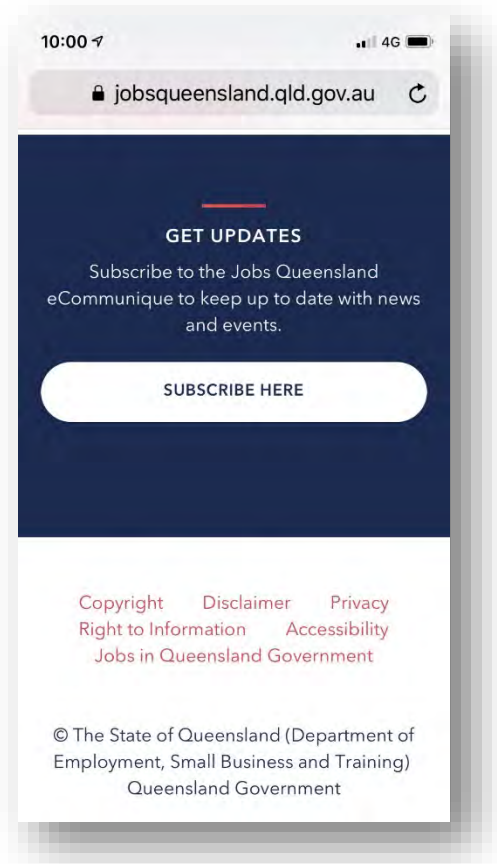 10:00 4G
jobsqueensland.qld.gov.au
GET UPDATES
Subscribe to the Jobs Queensland
eCommunique to keep up to date with news
and events.
SUBSCRIBE HERE
Copyright Disclaimer Privacy
Right to Information Accessibility
Jobs in Queensland Government
© The State of Queensland (Department of
Employment, Small Business and Training)
Queensland Government